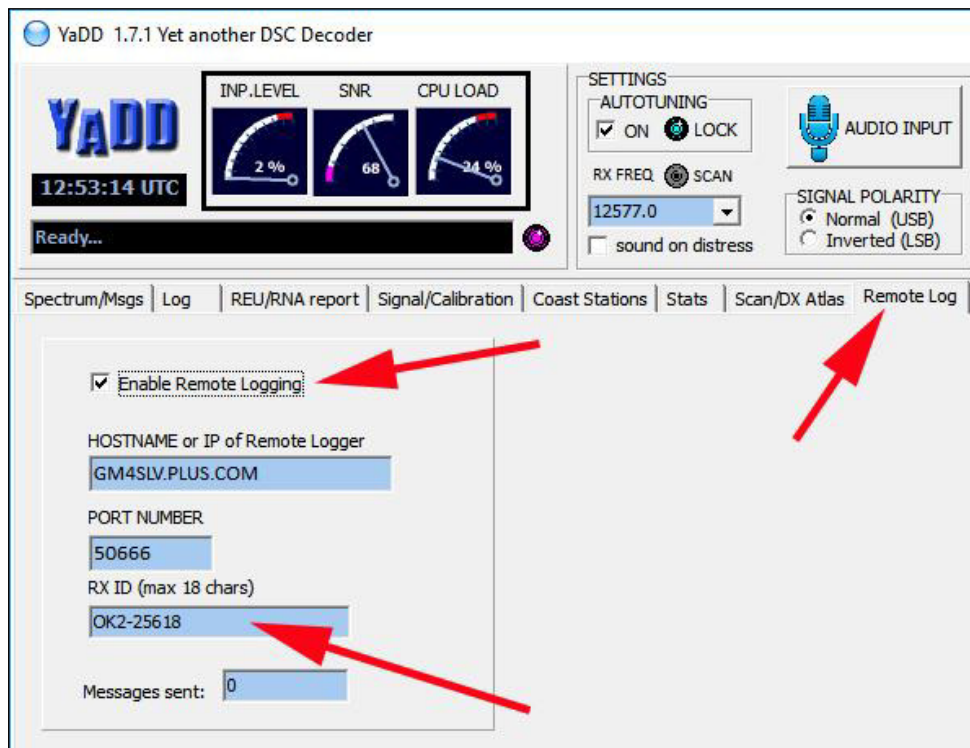 YaDD 1.7.1 Yet another DSC Decoder
YADD
12:53:14 UTC
Ready...
INP.LEVEL SNR CPU LOAD
2 % 68 24 %
SETTINGS
AUTOTUNING
ON LOCK
RX FREQ SCAN
12577.0
sound on distress
AUDIO INPUT
SIGNAL POLARITY
Normal (USB)
Inverted (LSB)
Spectrum/Msgs Log REU/RNA report Signal/Calibration Coast Stations Stats Scan/DX Atlas Remote Log
Enable Remote Logging
HOSTNAME or IP of Remote Logger
GM4SLV.PLUS.COM
PORT NUMBER
50666
RX ID (max 18 chars)
OK2-25618
Messages sent: 0